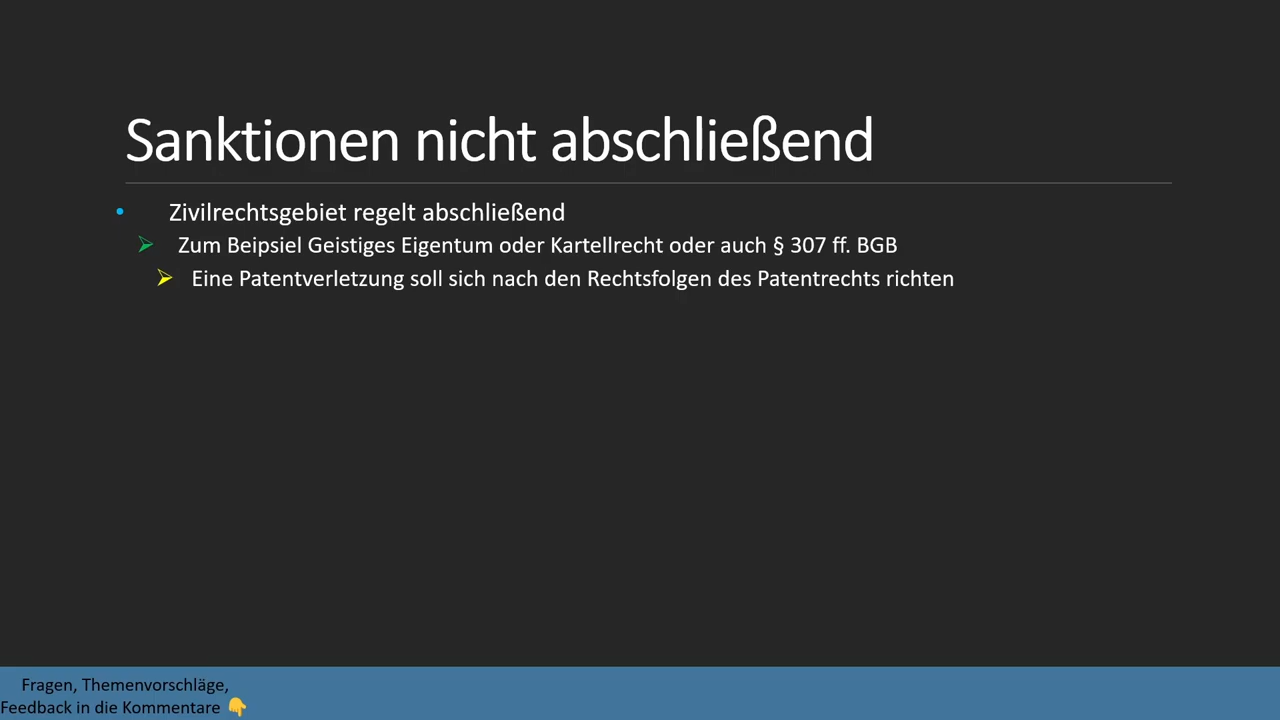 Sanktionen nicht abschließend
Zivilrechtsgebiet regelt abschließend
Zum Beipsiel Geistiges Eigentum oder Kartellrecht oder auch § 307 ff. BGB
Eine Patentverletzung soll sich nach den Rechtsfolgen des Patentrechts richten
Fragen, Themenvorschläge,
Feedback in die Kommentare 👇